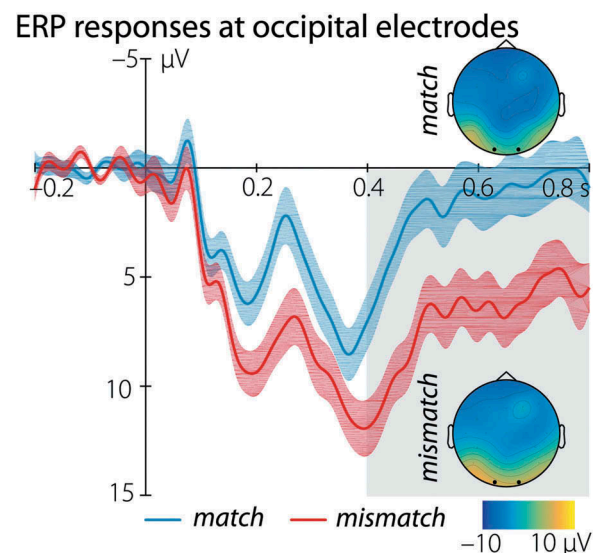 ERP responses at occipital electrodes
−5 µV
match
−0.2 0.2 0.4 0.6 0.8 s
5
10
mismatch
15
match mismatch
−10 10 µV